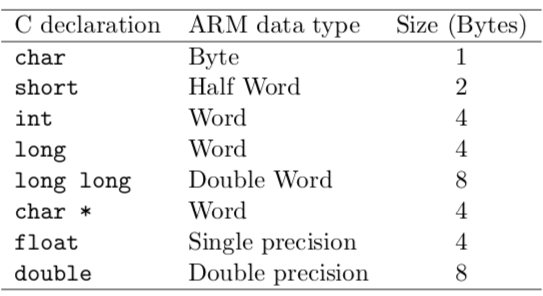 C declaration ARM data type Size (Bytes)
char Byte 1
short Half Word 2
int Word 4
long Word 4
long long Double Word 8
char * Word 4
float Single precision 4
double Double precision 8